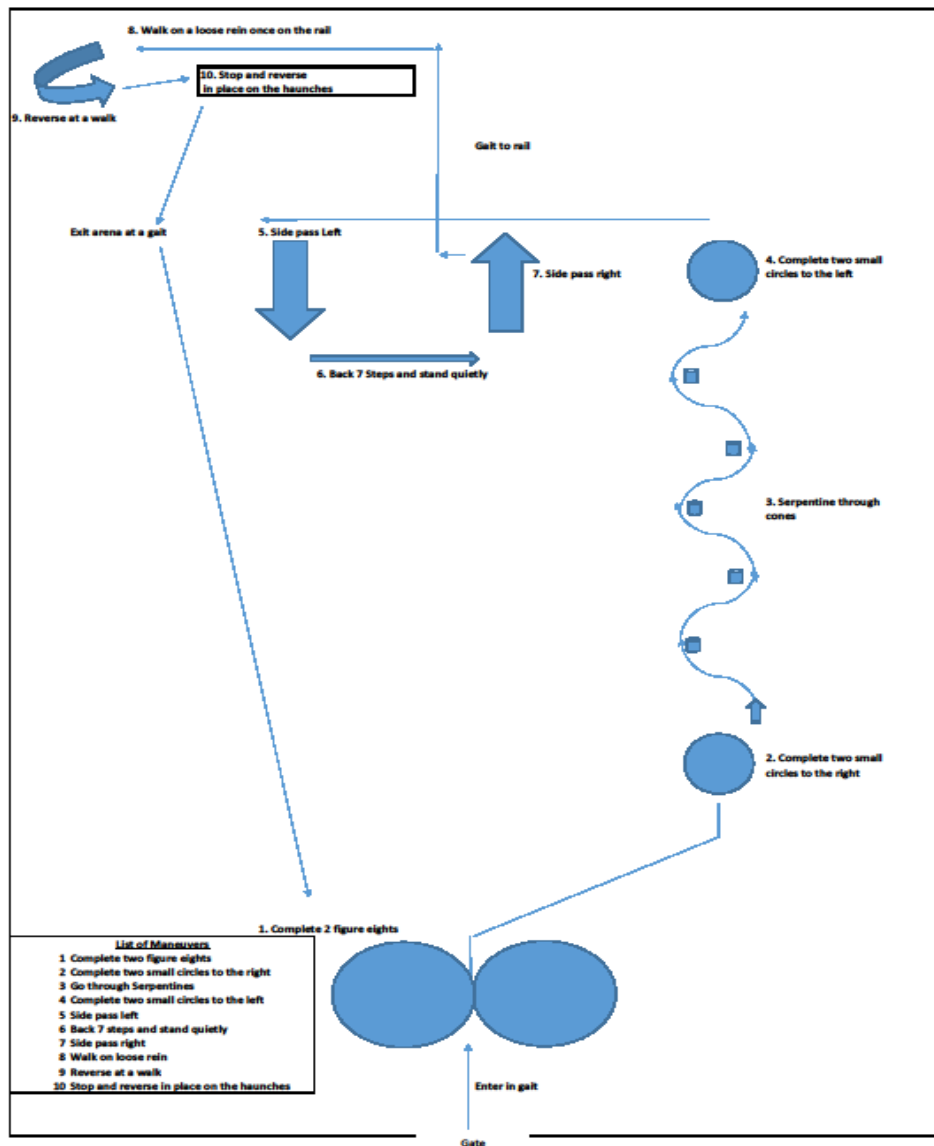 8. Walk on a loose rein once on the rail
10. Stop and reverse
in place on the haunches
9. Reverse at a walk
Gait to rail
Exit arena at a gait
5. Side pass Left
4. Complete two small
circles to the left
7. Side pass right
6. Back 7 Steps and stand quietly
3. Serpentine through
cones
2. Complete two small
circles to the right
1. Complete 2 figure eights
List of Maneuvers
1 Complete two figure eights
2 Complete two small circles to the right
3 Go through Serpentines
4 Complete two small circles to the left
5 Side pass left
6 Back 7 steps and stand quietly
7 Side pass right
8 Walk on loose rein
9 Reverse at a walk
10 Stop and reverse in place on the haunches
Enter in gait
Gate